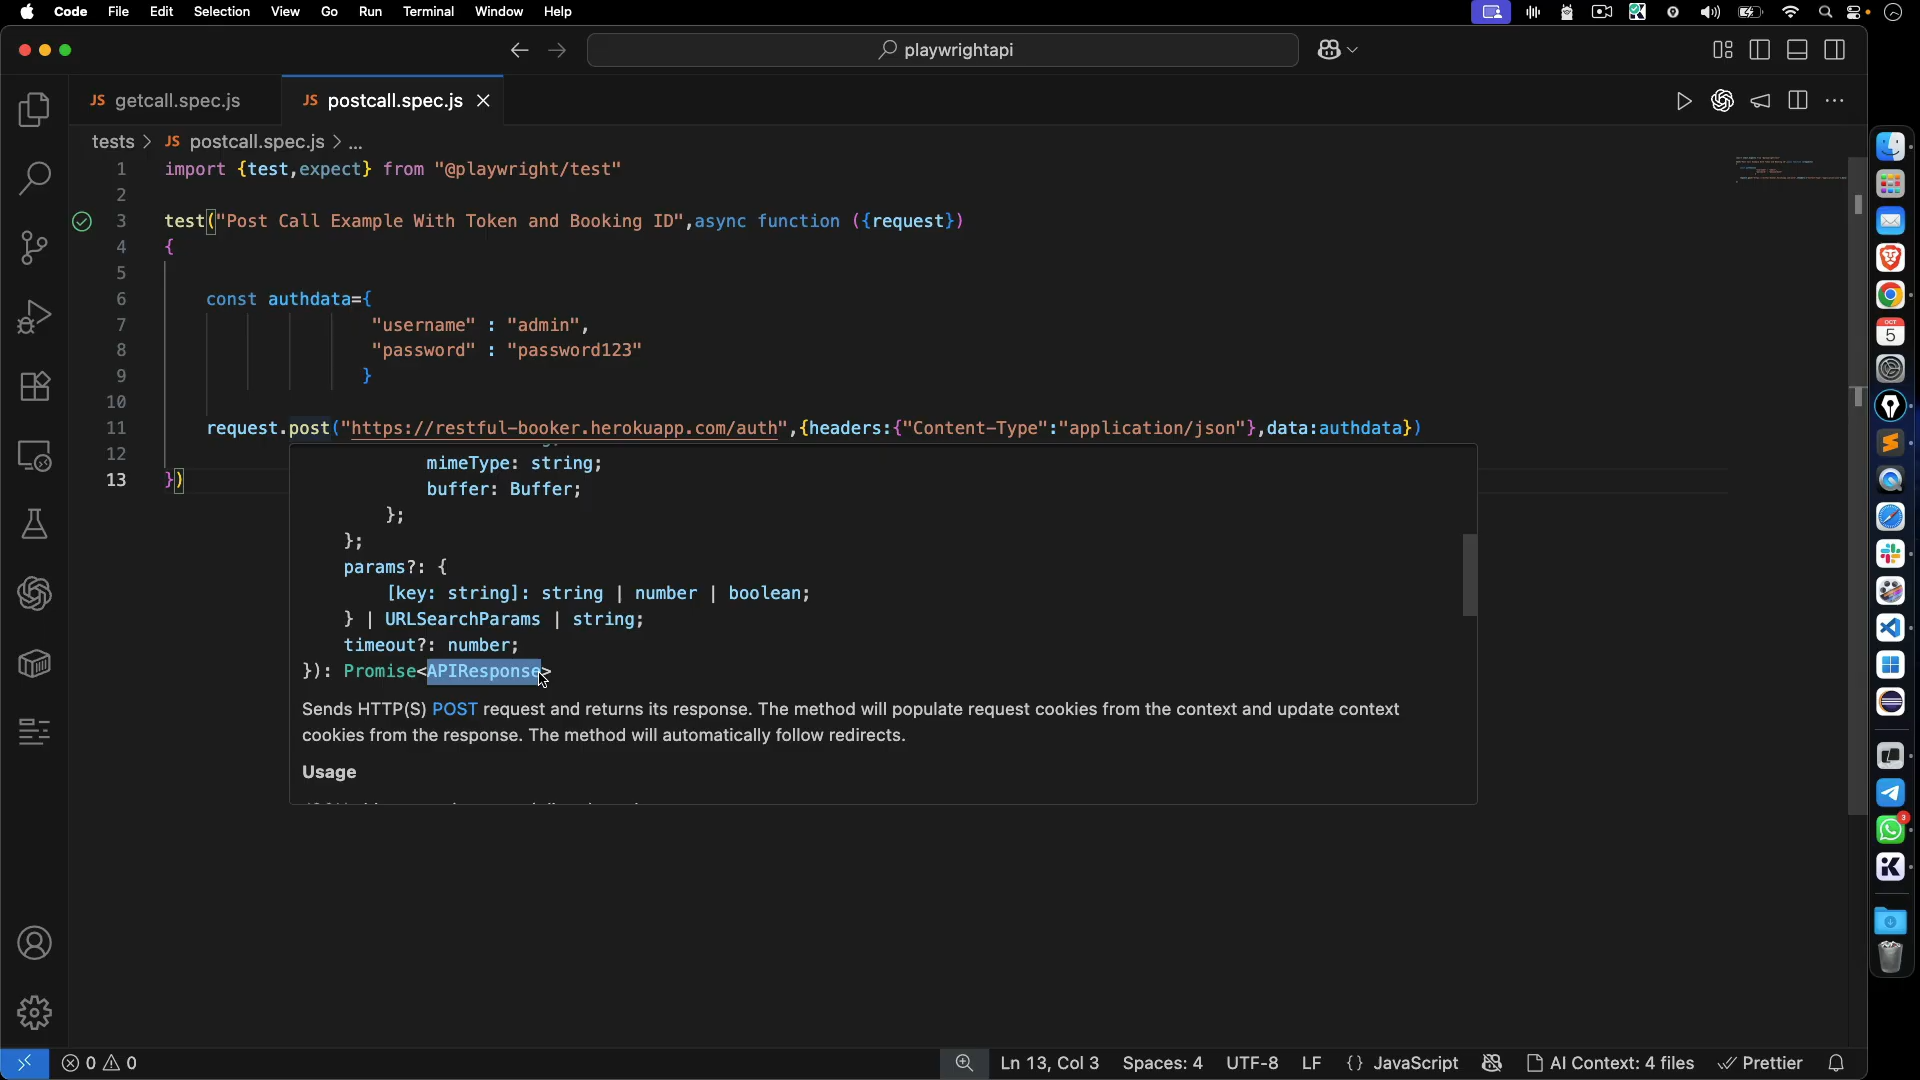 Code File Edit Selection View Go Run Terminal Window Help
playwrightapi
JS getcall.spec.js
JS postcall.spec.js
tests > JS postcall.spec.js > ...
1 import {test,expect} from "@playwright/test"
2
3 test("Post Call Example With Token and Booking ID",async function ({request})
4 {
5
6 const authdata={
7 "username" : "admin",
8 "password" : "password123"
9 }
10
11 request.post("https://restful-booker.herokuapp.com/auth",{headers:{"Content-Type":"application/json"},data:authdata})
12
13 })
mimeType: string;
buffer: Buffer;
};
};
params?: {
[key: string]: string | number | boolean;
} | URLSearchParams | string;
timeout?: number;
}): Promise<APIResponse>
Sends HTTP(S) POST request and returns its response. The method will populate request cookies from the context and update context
cookies from the response. The method will automatically follow redirects.
Usage
OCT
5
3
0 0
Ln 13, Col 3 Spaces: 4 UTF-8 LF {} JavaScript AI Context: 4 files Prettier